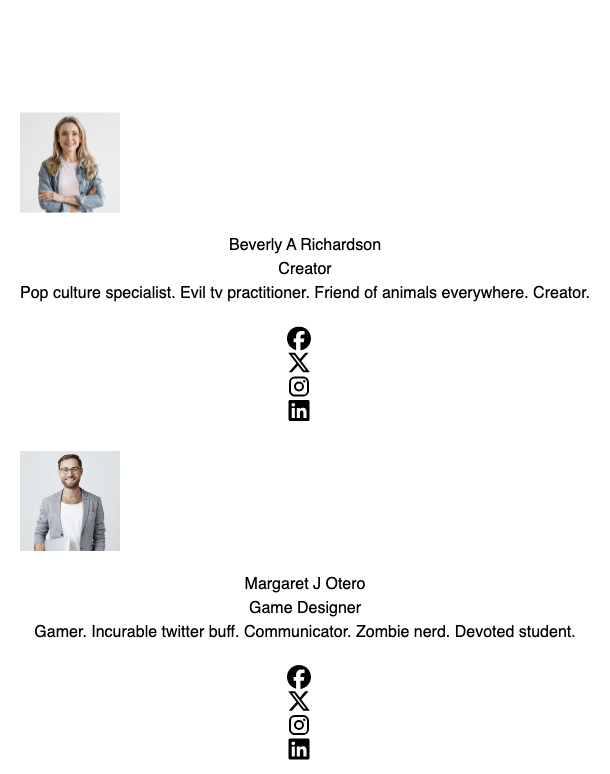 Beverly A Richardson
Creator
Pop culture specialist. Evil tv practitioner. Friend of animals everywhere. Creator.
Margaret J Otero
Game Designer
Gamer. Incurable twitter buff. Communicator. Zombie nerd. Devoted student.